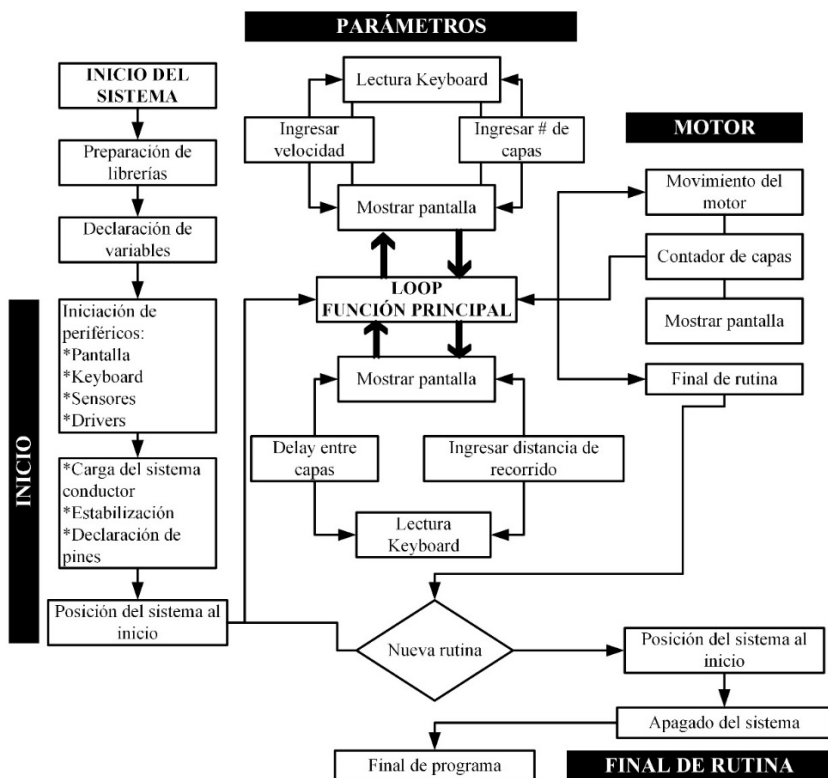 PARÁMETROS
INICIO DEL
SISTEMA
Preparación de
librerías
Declaración de
variables
INICIO
Iniciación de
periféricos:
*Pantalla
*Keyboard
*Sensores
*Drivers
*Carga del sistema
conductor
*Estabilización
*Declaración de
pines
Posición del sistema al
inicio
Lectura Keyboard
Ingresar
velocidad
Ingresar # de
capas
Mostrar pantalla
LOOP
FUNCIÓN PRINCIPAL
Mostrar pantalla
Delay entre
capas
Ingresar distancia de
recorrido
Lectura
Keyboard
MOTOR
Movimiento del
motor
Contador de capas
Mostrar pantalla
Final de rutina
Nueva rutina
Posición del sistema al
inicio
Apagado del sistema
Final de programa
FINAL DE RUTINA